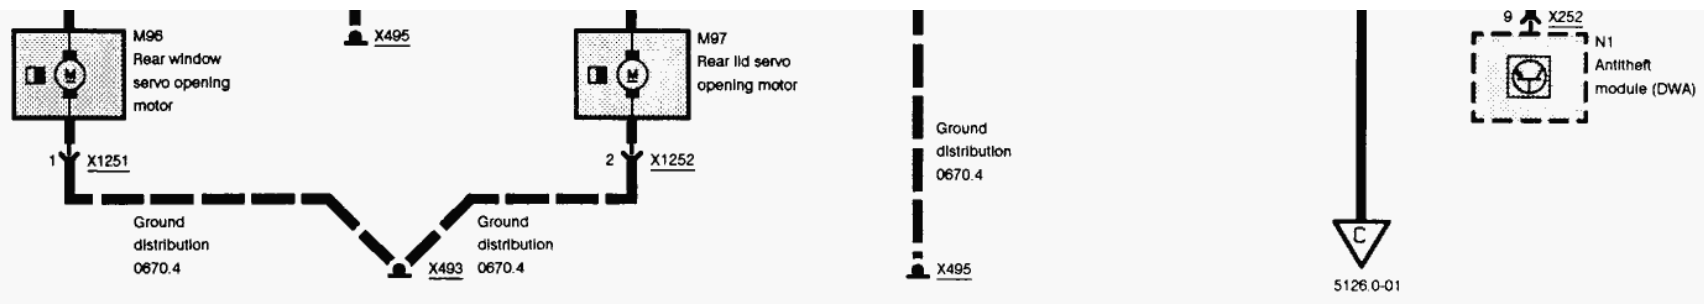 M96
Rear window
servo opening
motor
M
1
X1251
Ground
distribution
0670.4
X495
X493
M97
Rear lid servo
opening motor
M
2
X1252
Ground
distribution
0670.4
Ground
distribution
0670.4
X495
C
5126.0-01
9
X252
N1
Antitheft
module (DWA)